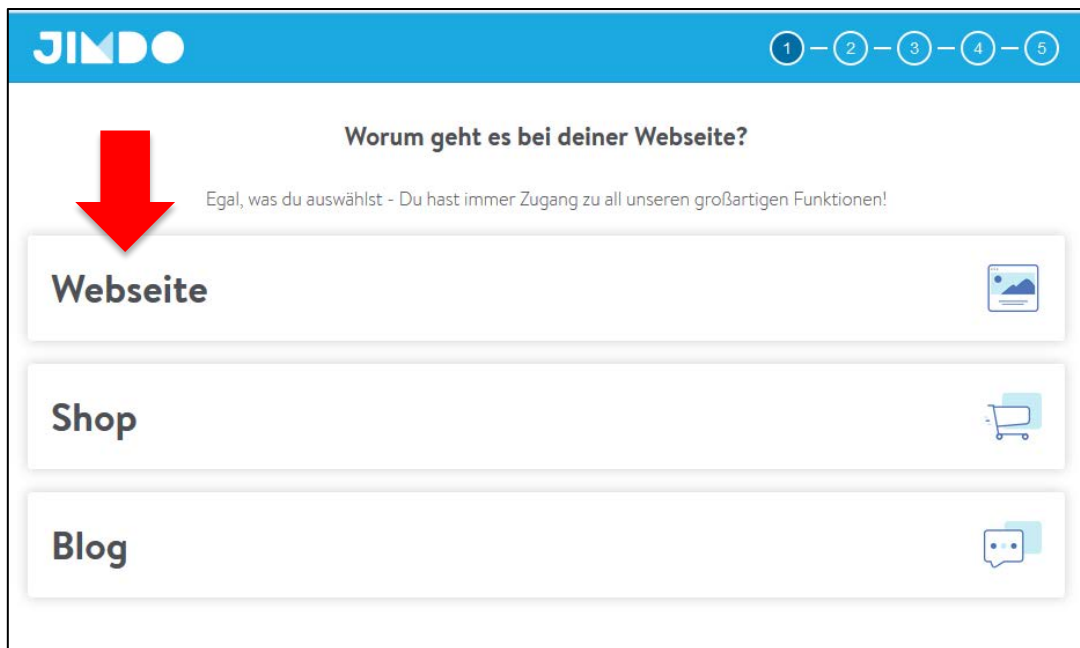 JIMDO
1 2 3 4 5
Worum geht es bei deiner Webseite?
Egal, was du auswählst - Du hast immer Zugang zu all unseren großartigen Funktionen!
Webseite
Shop
Blog